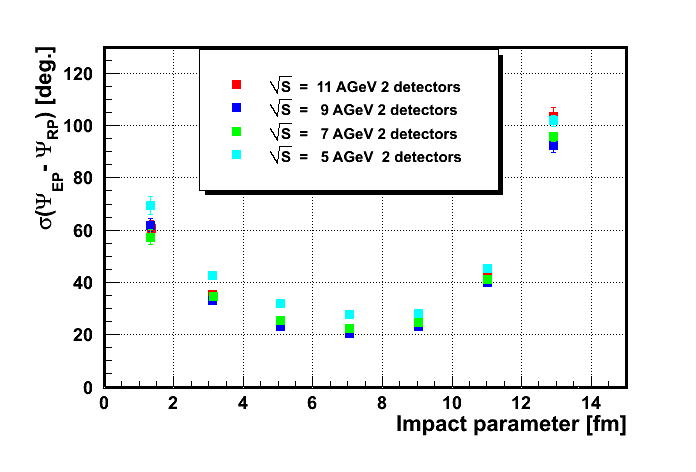 σ(Ψ_EP - Ψ_RP) [deg.]
√S = 11 AGeV 2 detectors
√S = 9 AGeV 2 detectors
√S = 7 AGeV 2 detectors
√S = 5 AGeV 2 detectors
120
100
80
60
40
20
0
0 2 4 6 8 10 12 14
Impact parameter [fm]